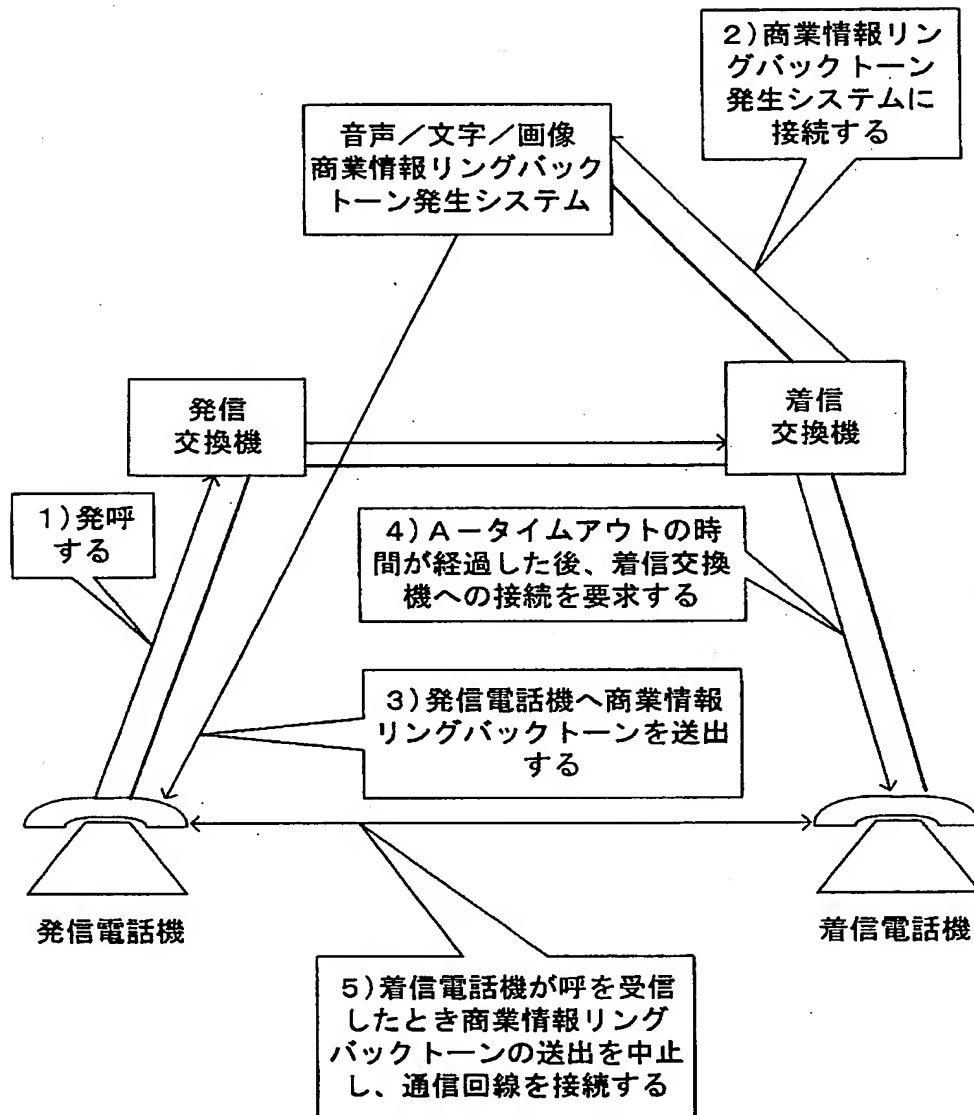 2)商業情報リン
グバックトーン
発生システムに
接続する
音声／文字／画像
商業情報リングバック
トーン発生システム
発信
交換機
着信
交換機
1)発呼
する
4)A－タイムアウトの時
間が経過した後、着信交換
機への接続を要求する
3)発信電話機へ商業情報
リングバックトーンを送出
する
発信電話機
着信電話機
5)着信電話機が呼を受信
したとき商業情報リング
バックトーンの送出を中止
し、通信回線を接続する